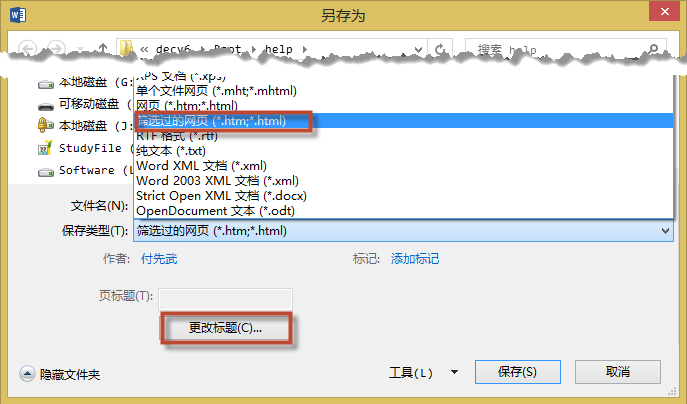 另存为
« decy6 ▸ Root ▸ help ▸
搜索 help
本地磁盘 (G:
可移动磁盘 (
本地磁盘 (J:
StudyFile (
Software (L
XPS 文档 (*.xps)
单个文件网页 (*.mht;*.mhtml)
网页 (*.htm;*.html)
筛选过的网页 (*.htm;*.html)
RTF 格式 (*.rtf)
纯文本 (*.txt)
Word XML 文档 (*.xml)
Word 2003 XML 文档 (*.xml)
Strict Open XML 文档 (*.docx)
OpenDocument 文本 (*.odt)
文件名(N):
保存类型(T): 筛选过的网页 (*.htm;*.html)
作者: 付先武 标记: 添加标记
页标题(T):
更改标题(C)...
隐藏文件夹 工具(L) 保存(S) 取消